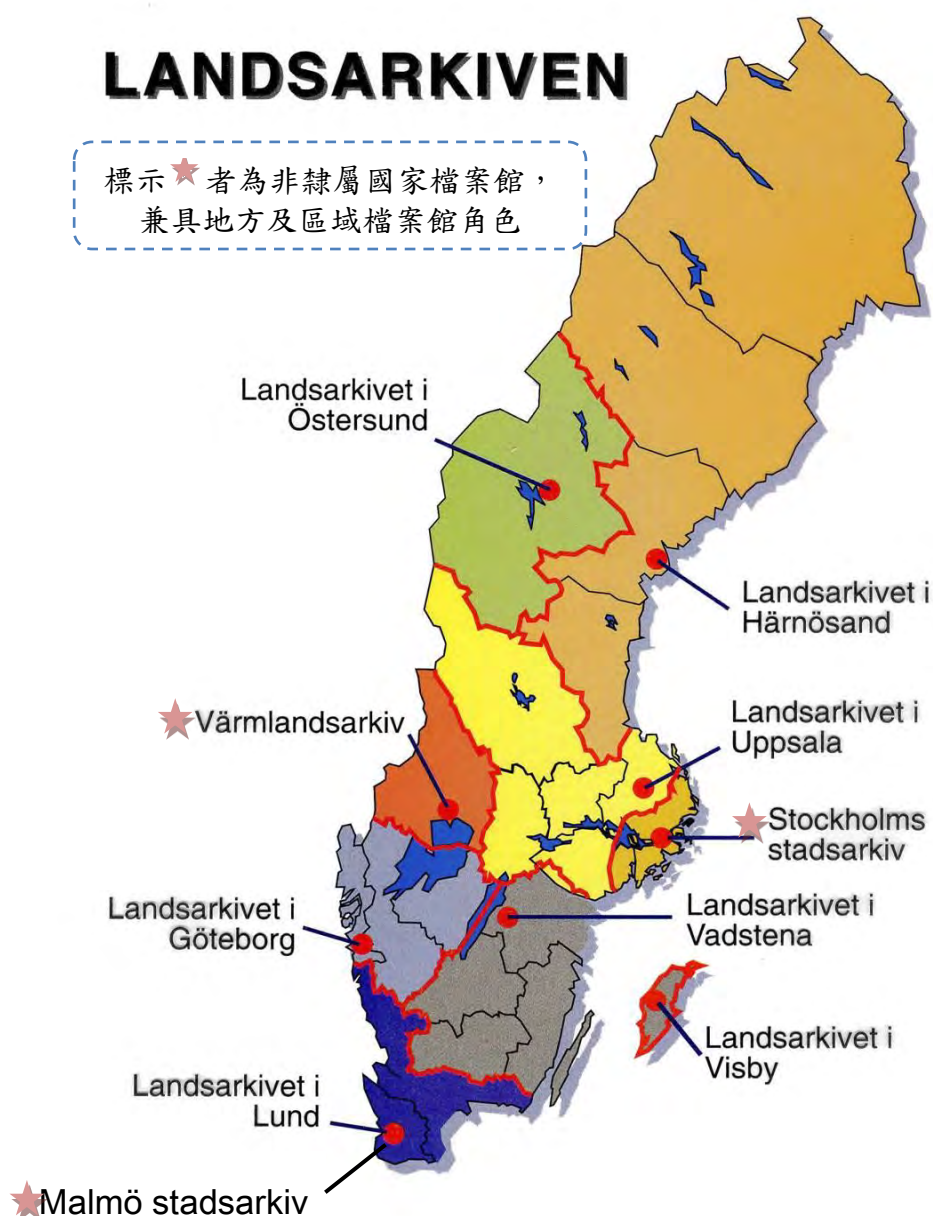 LANDSARKIVEN
標示★者為非隸屬國家檔案館，
兼具地方及區域檔案館角色
Landsarkivet i
Östersund
Landsarkivet i
Härnösand
Värmlandsarkiv
Landsarkivet i
Uppsala
Stockholms
stadsarkiv
Landsarkivet i
Göteborg
Landsarkivet i
Vadstena
Landsarkivet i
Visby
Landsarkivet i
Lund
Malmö stadsarkiv